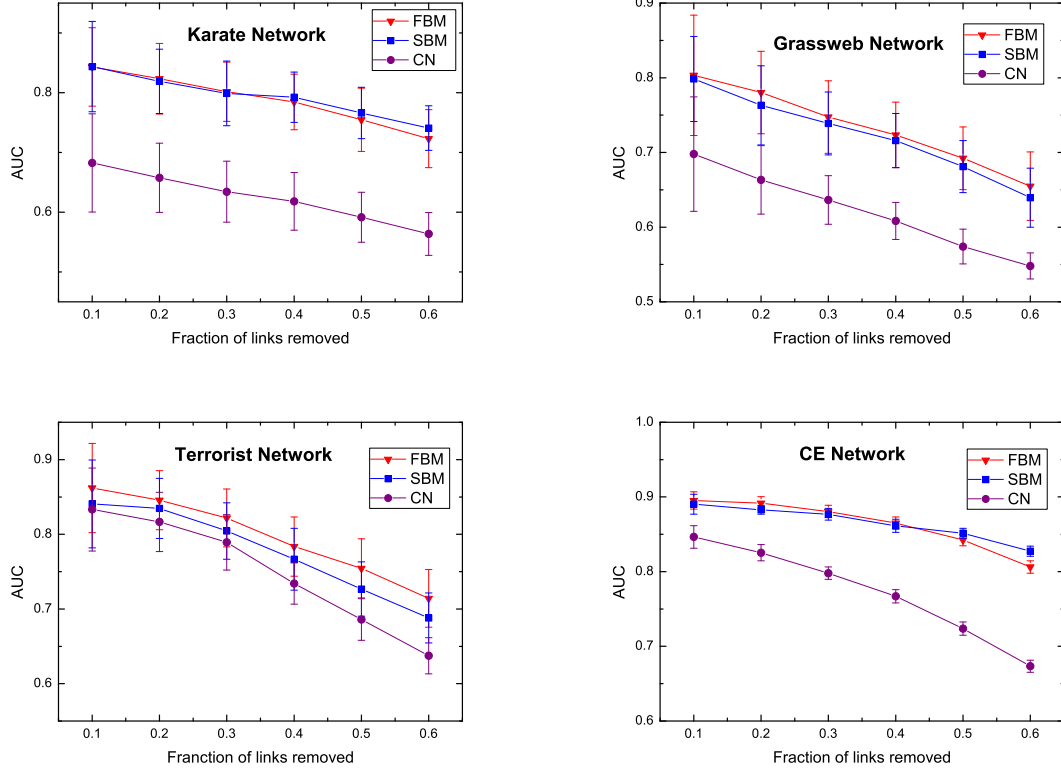 Karate Network
FBM
SBM
CN
0.8
0.6
AUC
0.1 0.2 0.3 0.4 0.5 0.6
Fraction of links removed
Grassweb Network
FBM
SBM
CN
0.9
0.8
0.7
0.6
0.5
AUC
0.1 0.2 0.3 0.4 0.5 0.6
Fraction of links removed
Terrorist Network
FBM
SBM
CN
0.9
0.8
0.7
0.6
AUC
0.1 0.2 0.3 0.4 0.5 0.6
Franction of links removed
CE Network
FBM
SBM
CN
1.0
0.9
0.8
0.7
0.6
AUC
0.1 0.2 0.3 0.4 0.5 0.6
Fraction of links removed